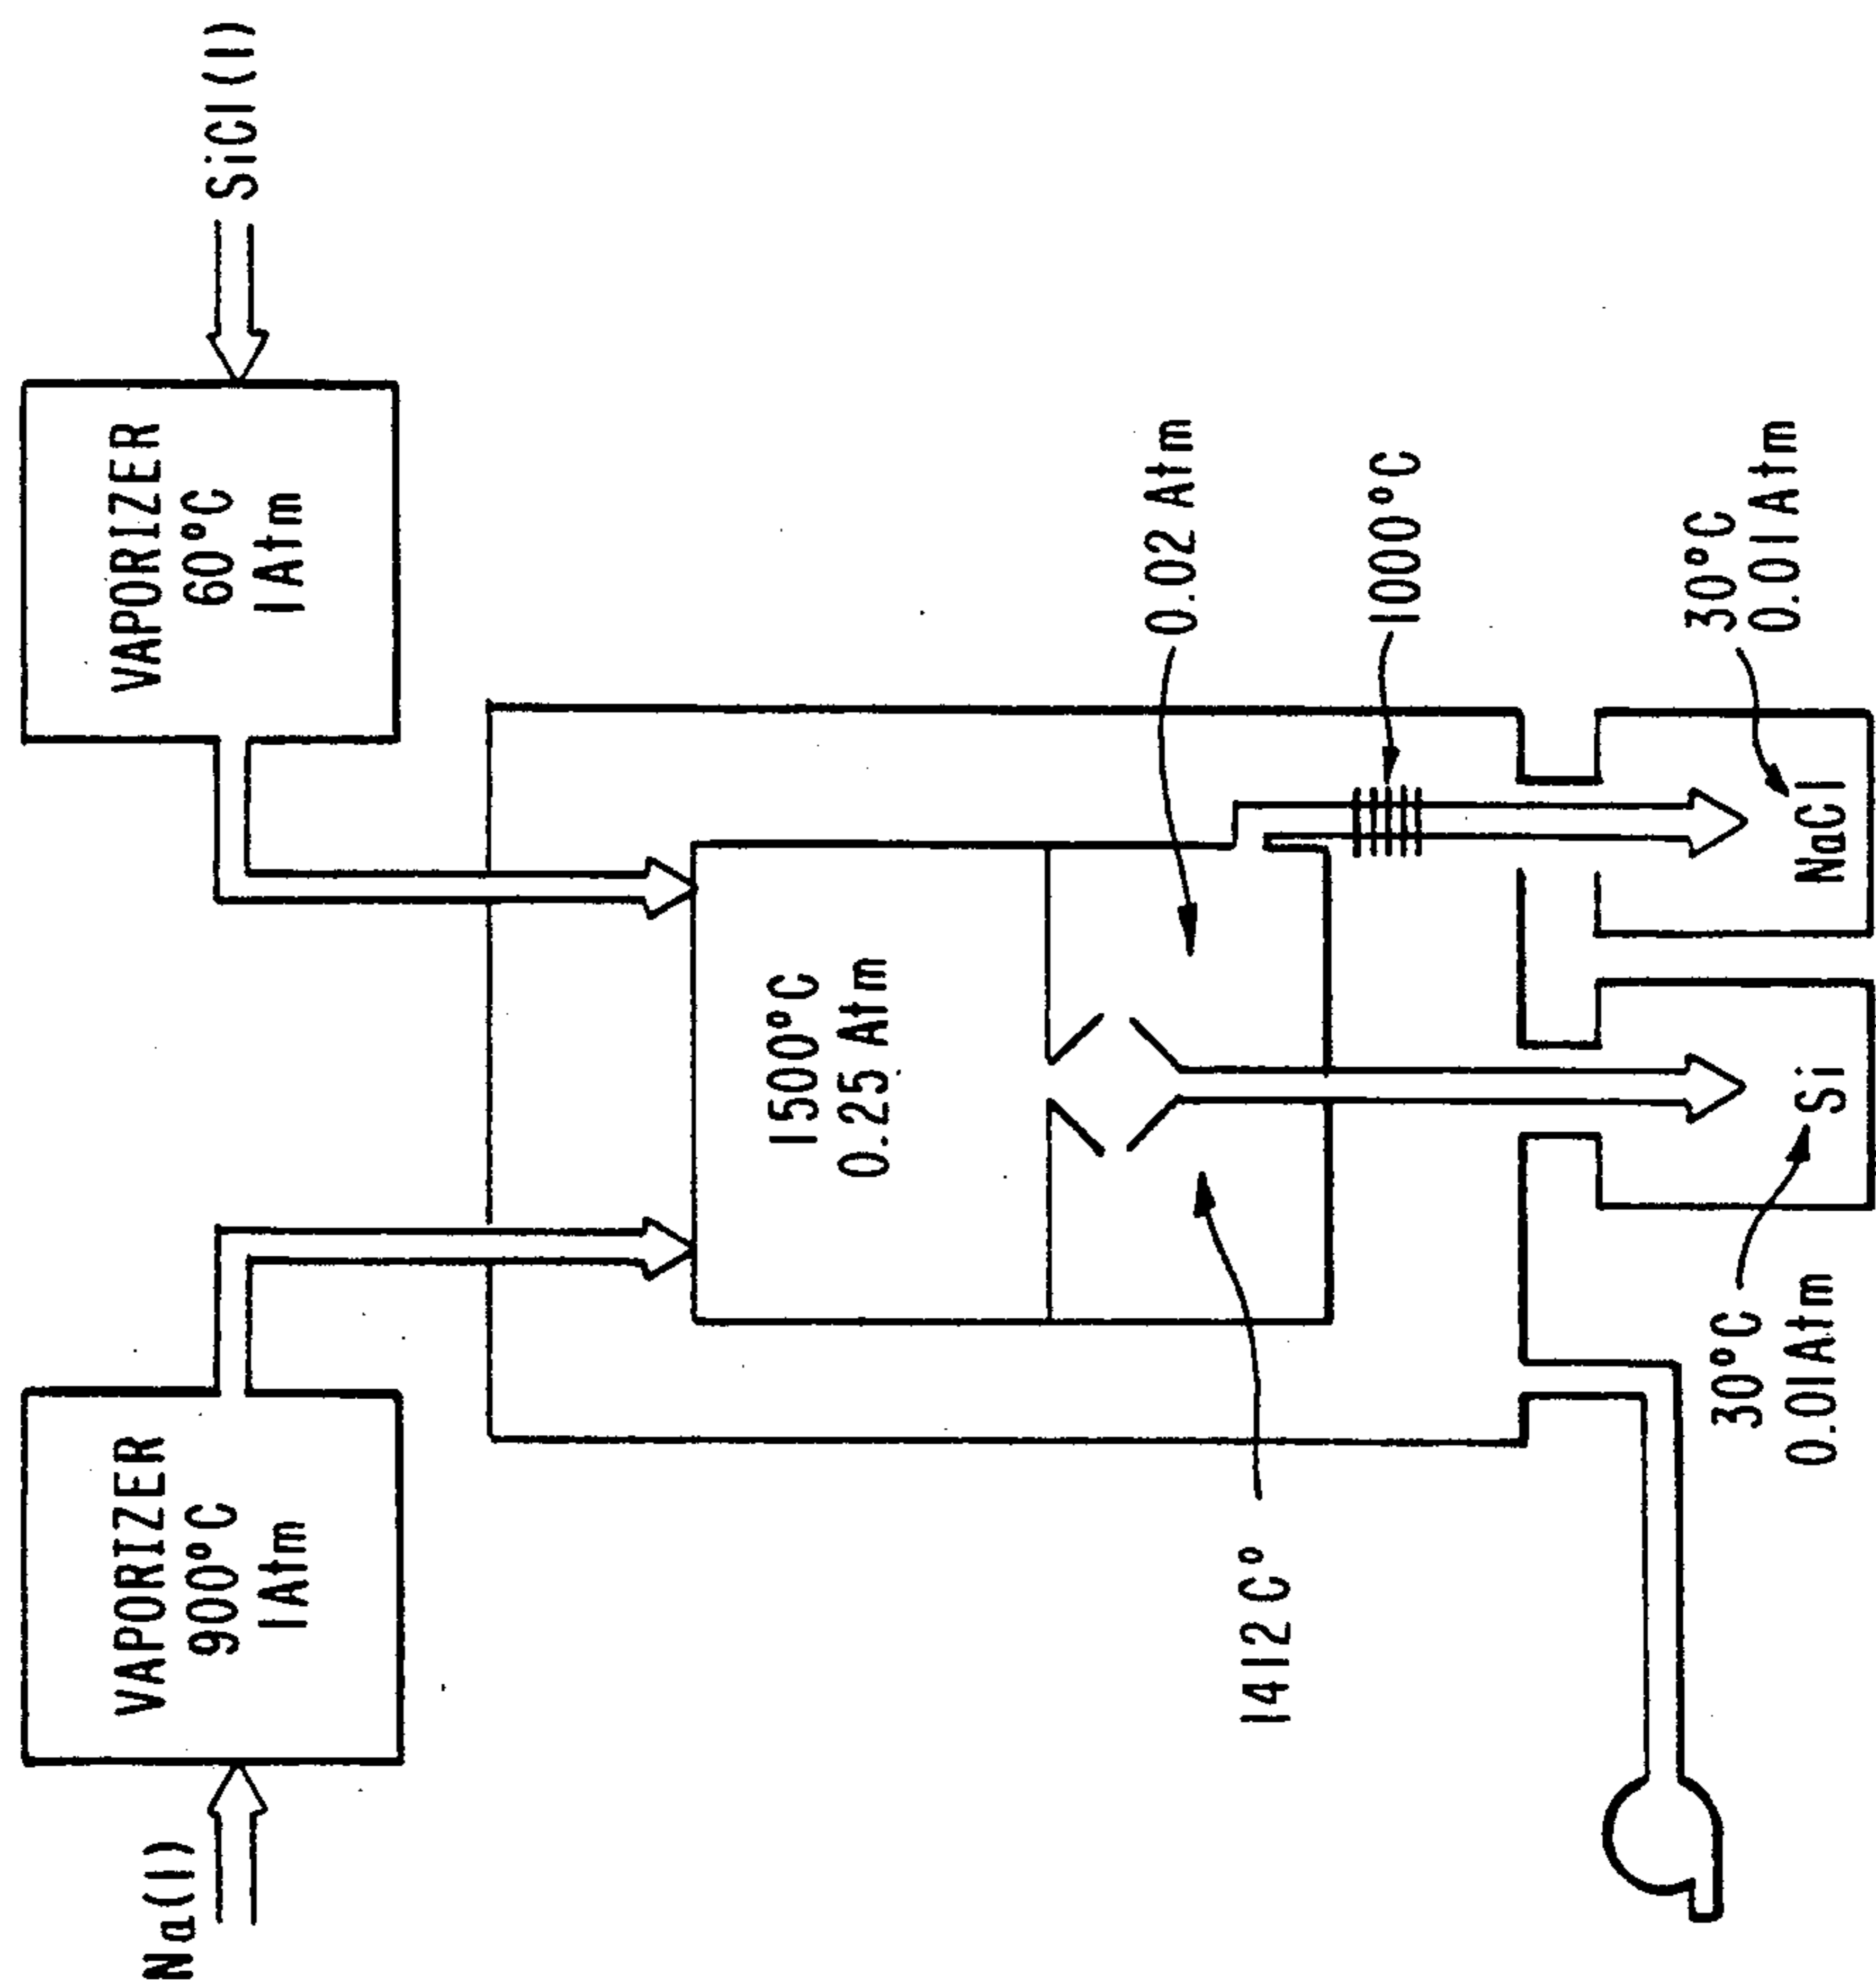 Na(l)
VAPORIZER
900°C
1Atm
VAPORIZER
60°C
1Atm
SiCl(l)
1500°C
0.25 Atm
0.02 Atm
1412C°
1000°C
30°C
0.01Atm
Si
NaCl
30°C
0.01Atm